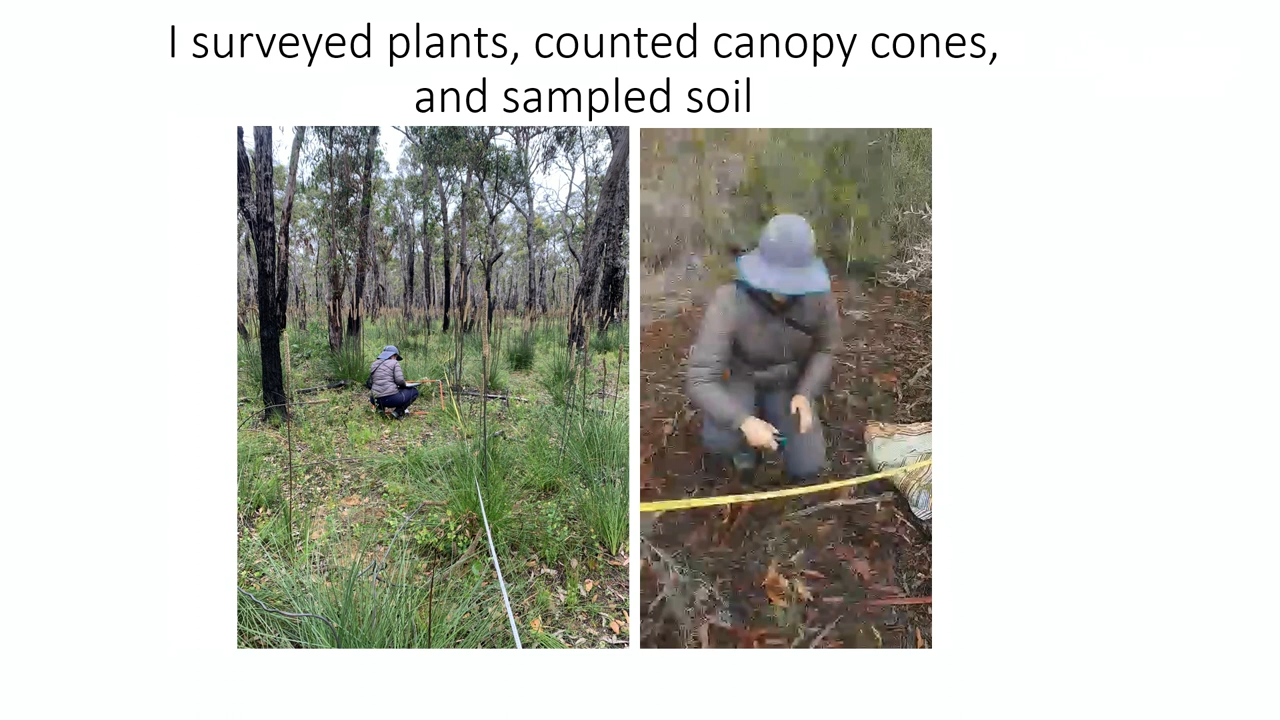 I surveyed plants, counted canopy cones,
and sampled soil